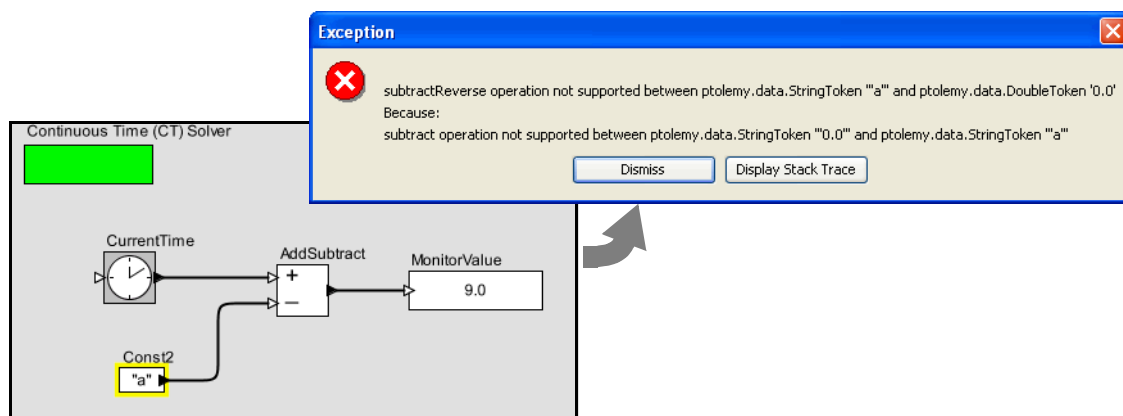 Exception
subtractReverse operation not supported between ptolemy.data.StringToken '"a"' and ptolemy.data.DoubleToken '0.0'
Because:
subtract operation not supported between ptolemy.data.StringToken '"0.0"' and ptolemy.data.StringToken '"a"'
Dismiss
Display Stack Trace
Continuous Time (CT) Solver
CurrentTime
AddSubtract
+
−
MonitorValue
9.0
Const2
"a"